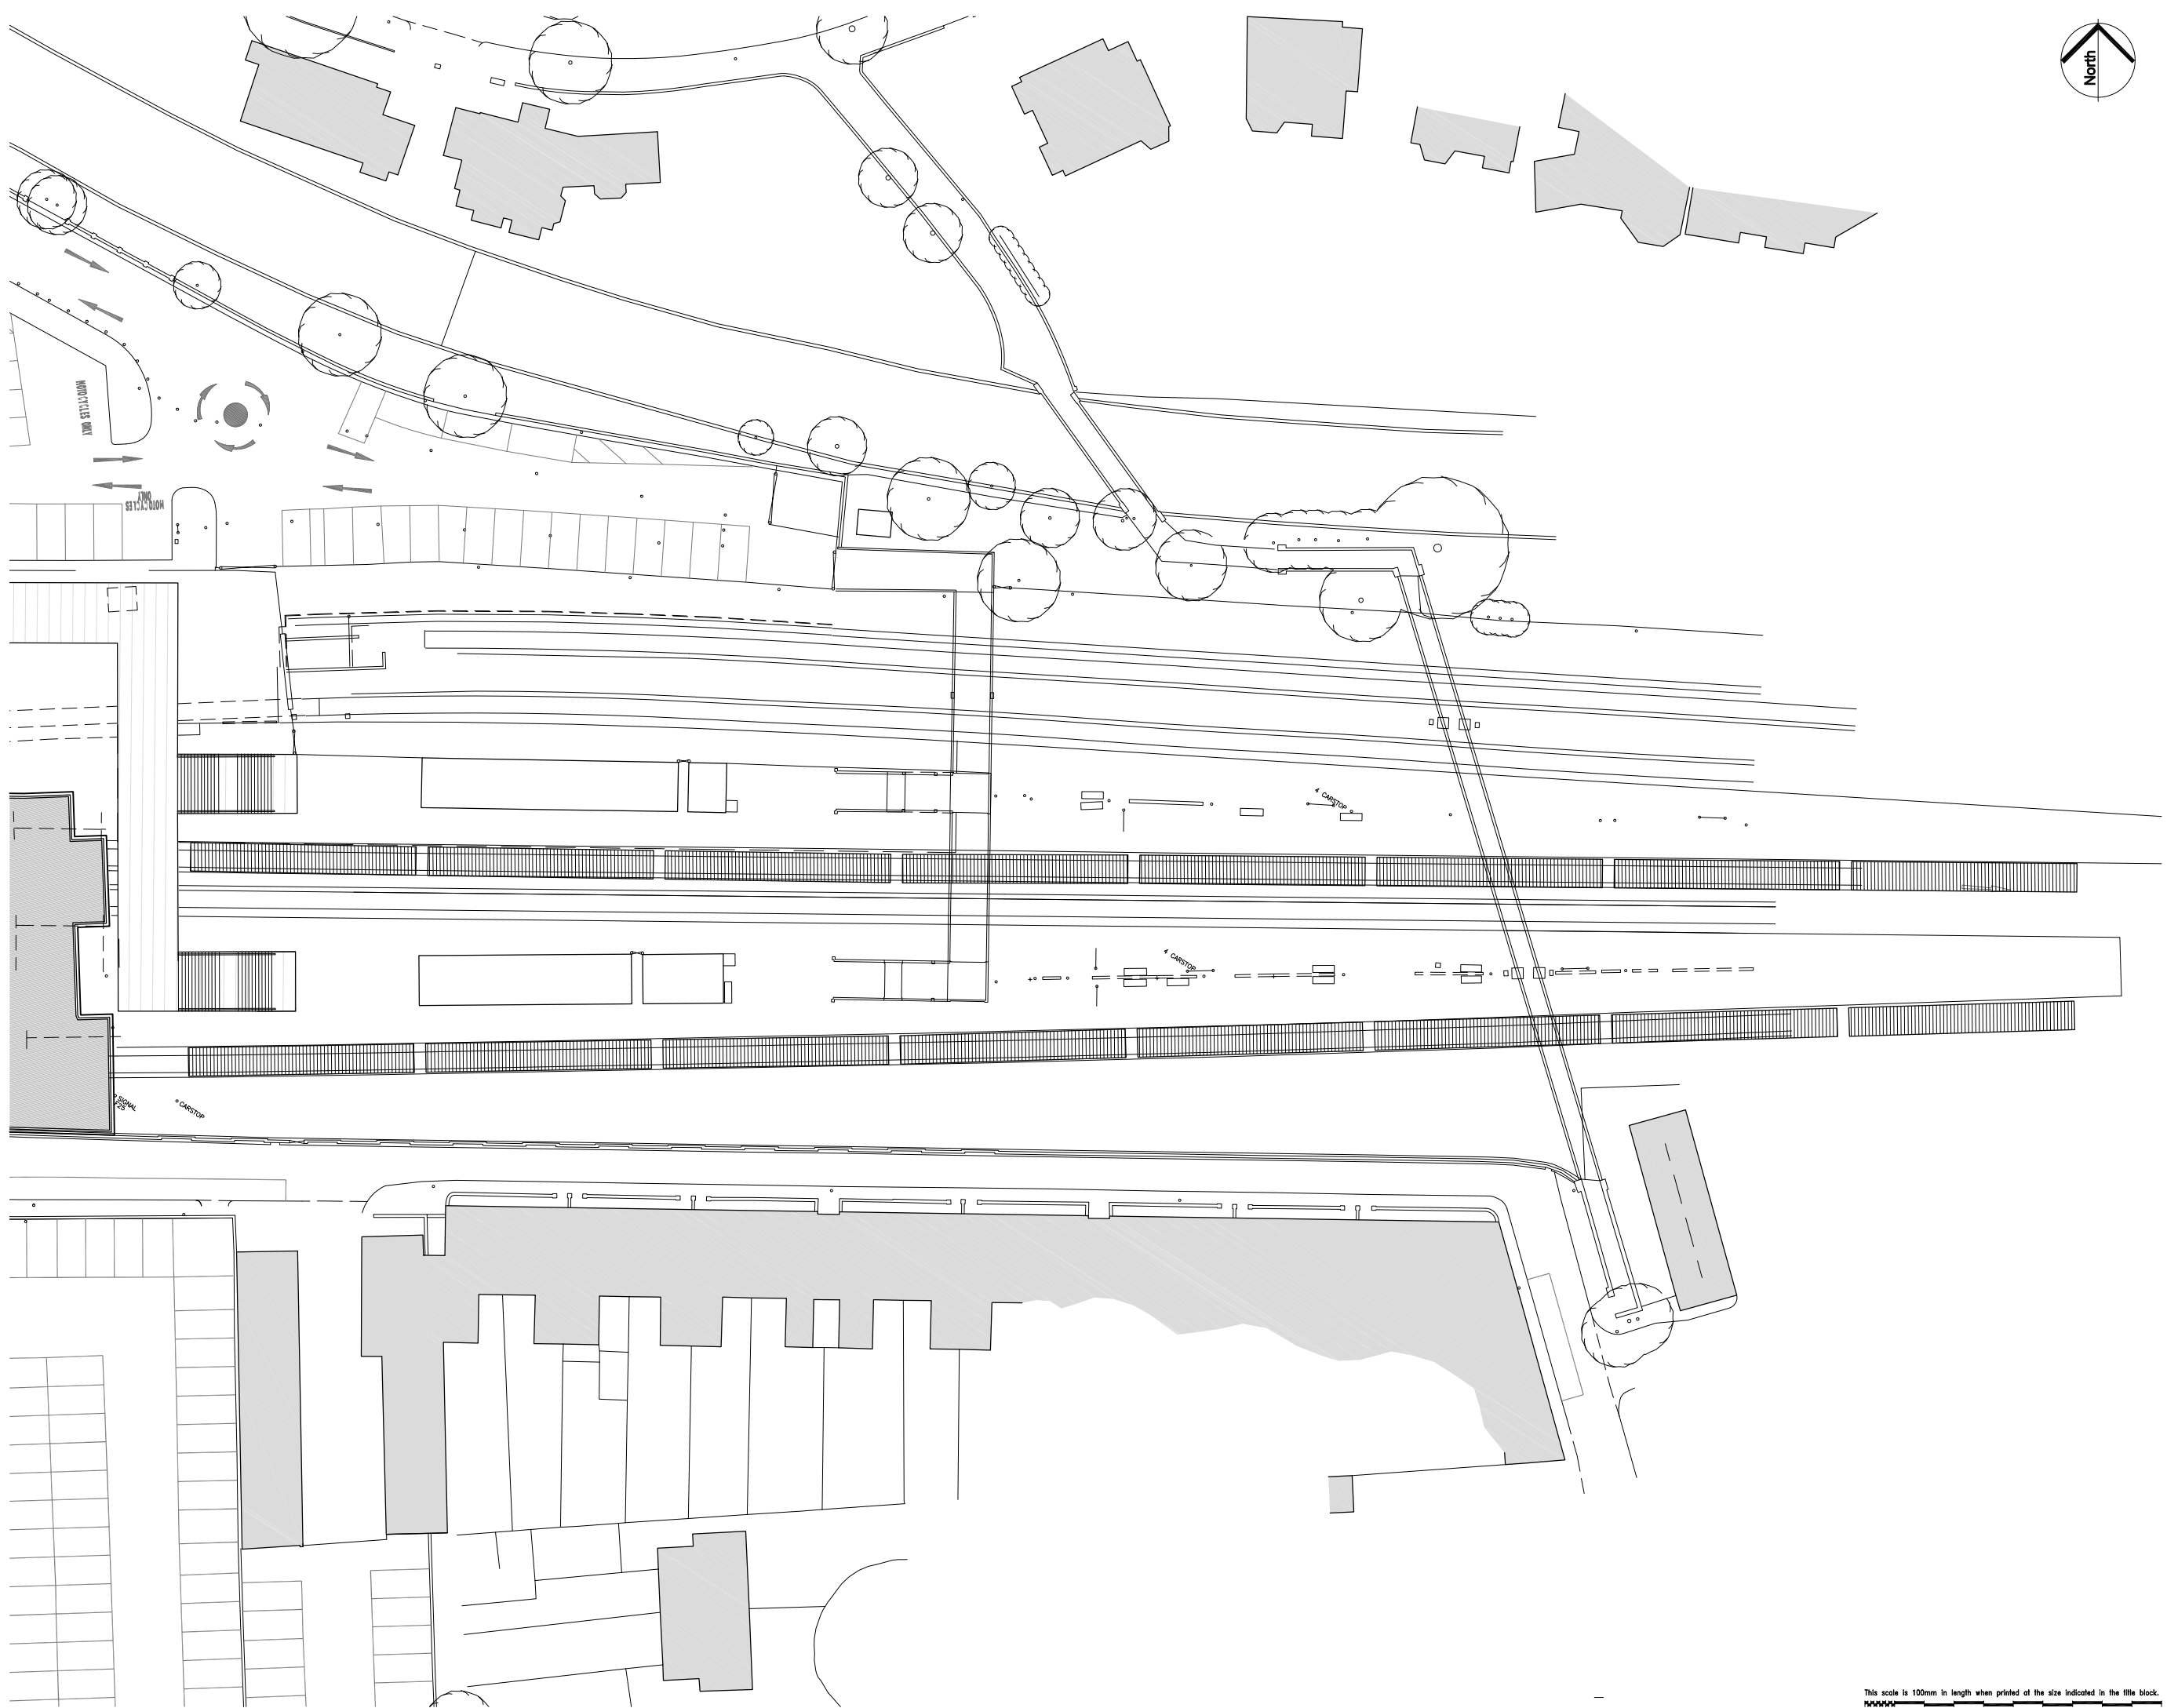 North
MOTORCYCLES ONLY
MOTORCYCLES
ONLY
4 CARSTOP
4 CARSTOP
SIGNAL
F25
CARSTOP
This scale is 100mm in length when printed at the size indicated in the title block.